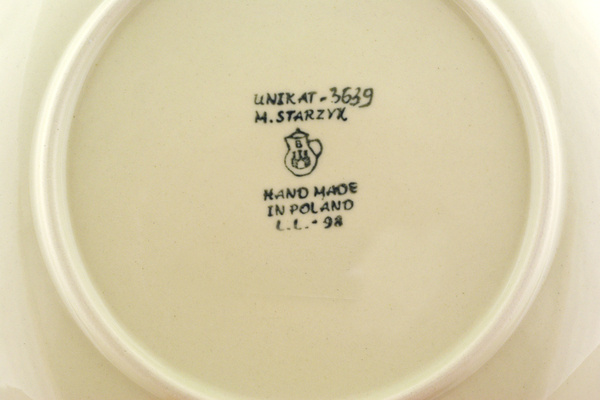 UNIKAT-3639
M. STARZYK
HAND MADE
IN POLAND
L.L.-98